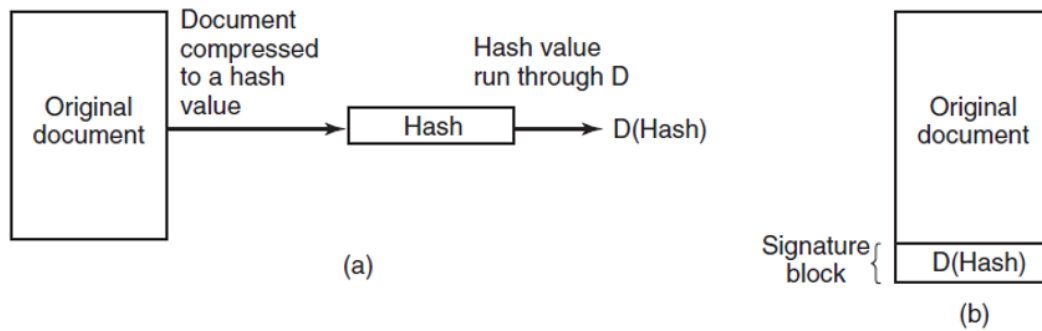 Document
compressed
to a hash
value
Hash value
run through D
Original
document
Hash
D(Hash)
(a)
Original
document
Signature
block
D(Hash)
(b)